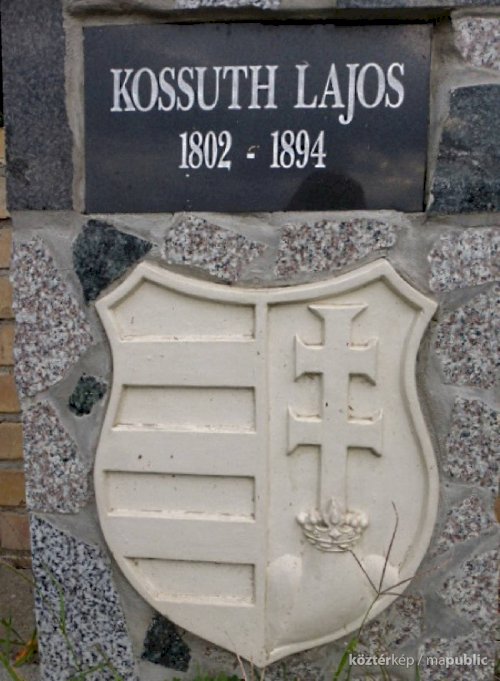 KOSSUTH LAJOS
1802 - 1894
köztérkép / mapublic